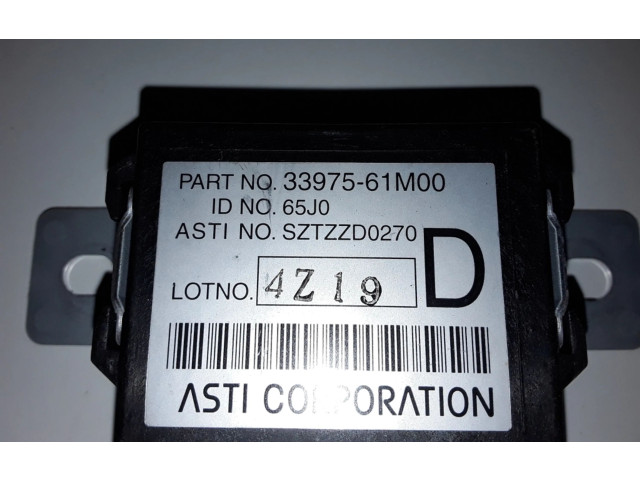 PART NO. 33975-61M00
ID NO. 65J0
ASTI NO. SZTZZD0270
LOTNO. 4Z19 D
ASTI CORPORATION